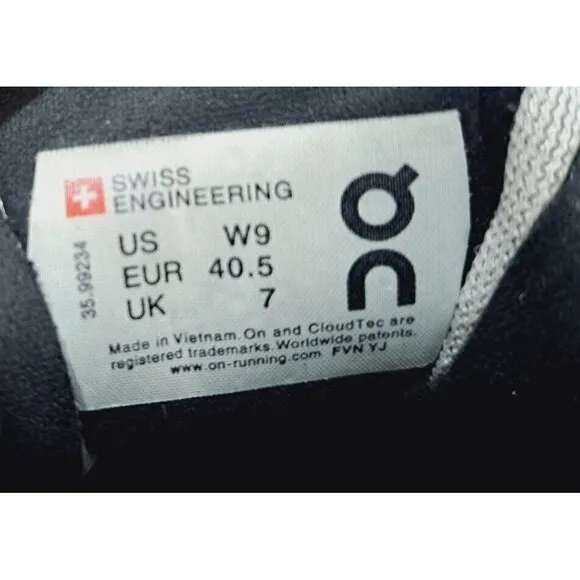 SWISS
ENGINEERING
US W9
EUR 40.5
UK 7
35.99234
Made in Vietnam. On and CloudTec are
registered trademarks. Worldwide patents.
www.on-running.com FVN YJ
On